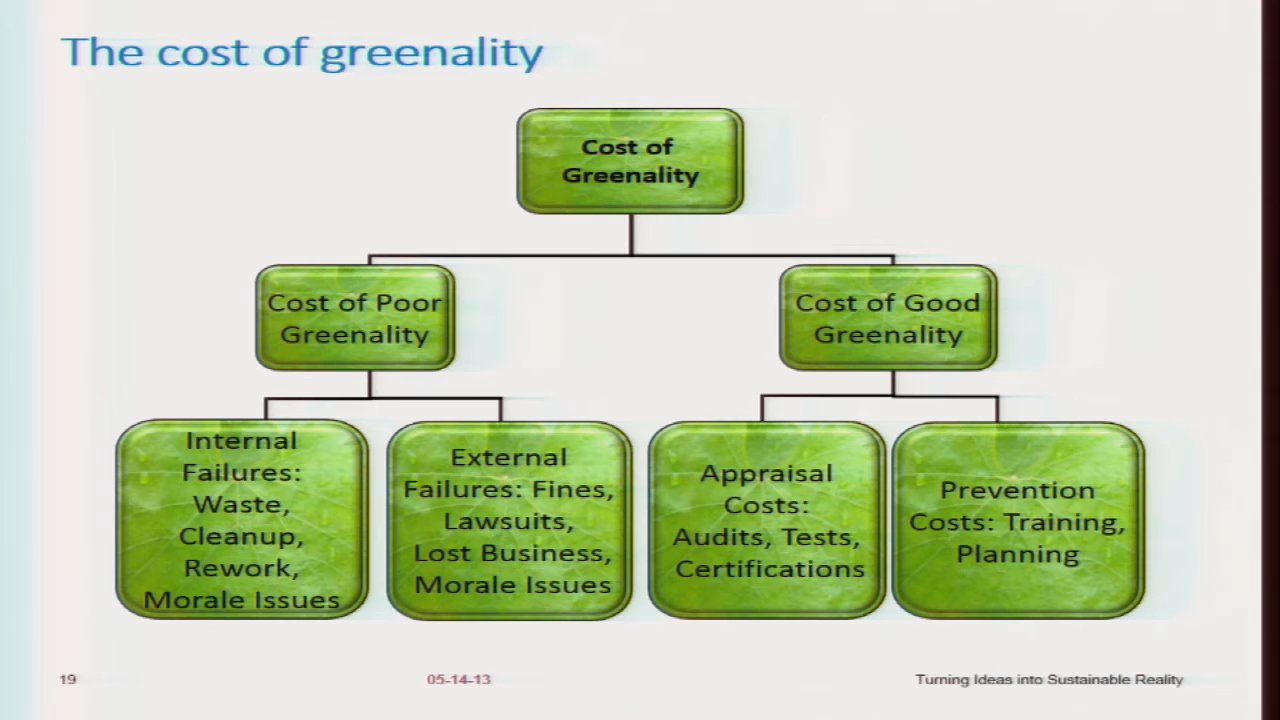 The cost of greenality
Cost of
Greenality
Cost of Poor
Greenality
Cost of Good
Greenality
Internal
Failures:
Waste,
Cleanup,
Rework,
Morale Issues
External
Failures: Fines,
Lawsuits,
Lost Business,
Morale Issues
Appraisal
Costs:
Audits, Tests,
Certifications
Prevention
Costs: Training,
Planning
19
05-14-13
Turning Ideas into Sustainable Reality